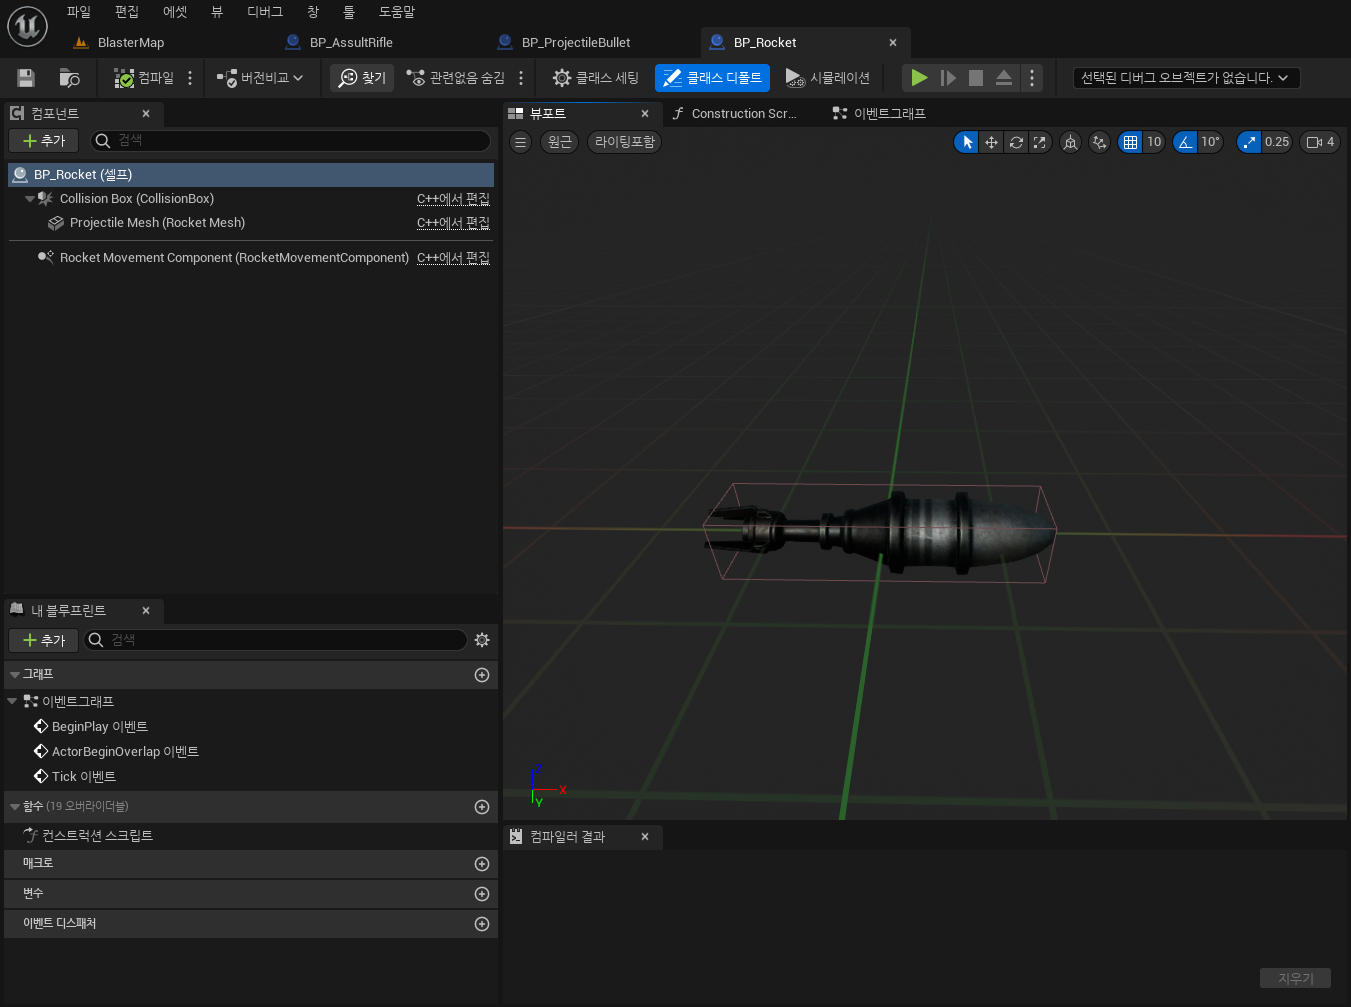 파일 편집 에셋 뷰 디버그 창 툴 도움말
BlasterMap BP_AssultRifle BP_ProjectileBullet BP_Rocket
컴파일 버전비교 찾기 관련없음 숨김 클래스 세팅 클래스 디폴트 시뮬레이션 선택된 디버그 오브젝트가 없습니다.
컴포넌트
추가 검색
BP_Rocket (셀프)
Collision Box (CollisionBox) C++에서 편집
Projectile Mesh (Rocket Mesh) C++에서 편집
Rocket Movement Component (RocketMovementComponent) C++에서 편집
뷰포트 Construction Scr... 이벤트그래프
원근 라이팅포함 10 10° 0.25 4
Z
X
Y
내 블루프린트
추가 검색
그래프
이벤트그래프
BeginPlay 이벤트
ActorBeginOverlap 이벤트
Tick 이벤트
함수 (19 오버라이더블)
컨스트럭션 스크립트
매크로
변수
이벤트 디스패처
컴파일러 결과
지우기